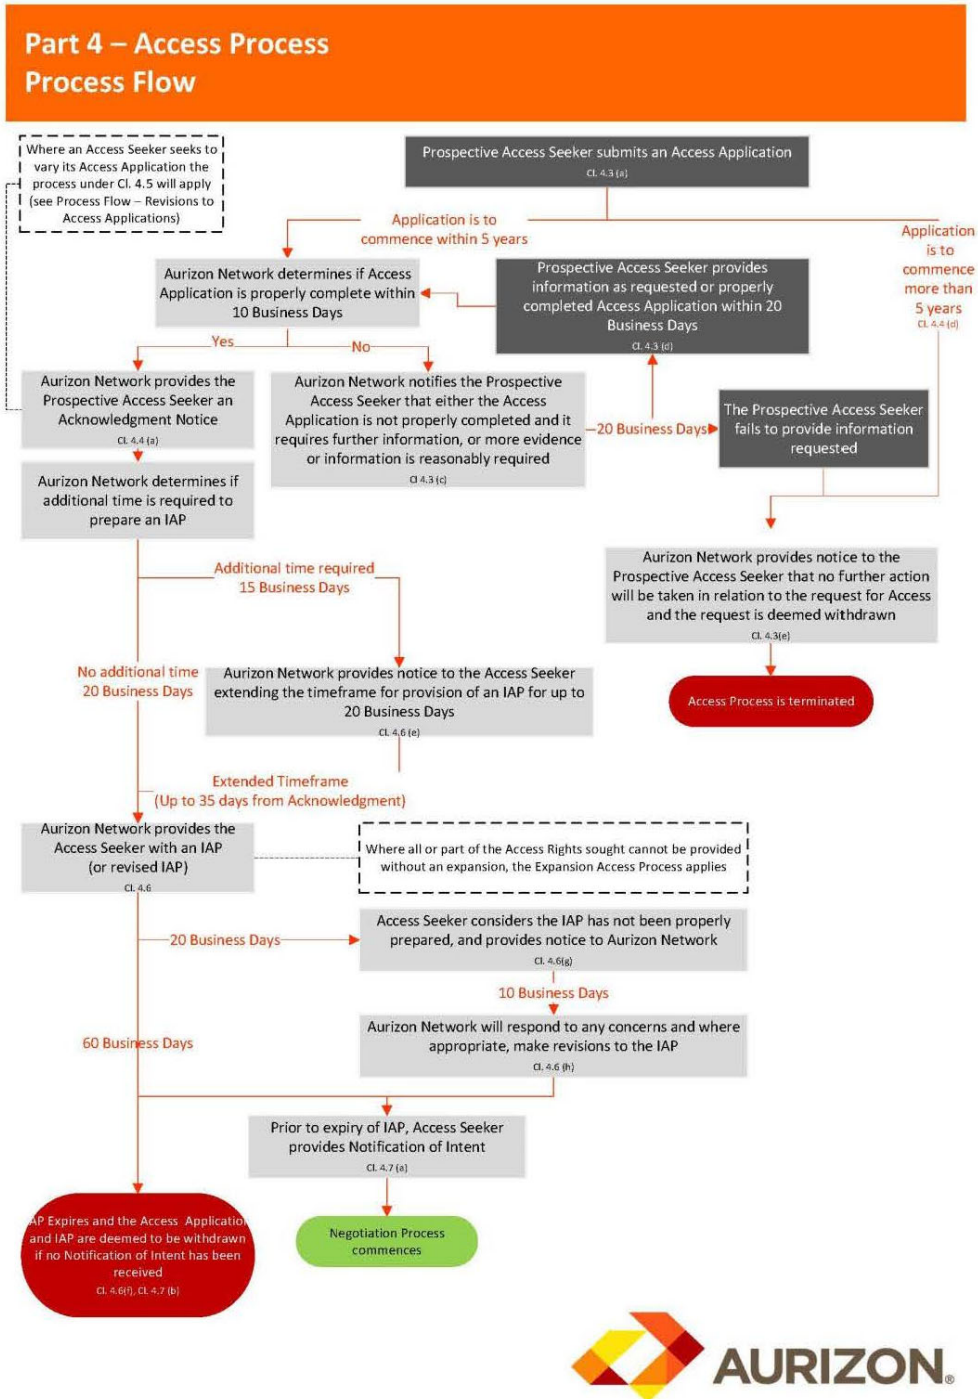 Part 4 – Access Process
Process Flow
Where an Access Seeker seeks to
vary its Access Application the
process under Cl. 4.5 will apply
(see Process Flow – Revisions to
Access Applications)
Prospective Access Seeker submits an Access Application
Cl. 4.3 (a)
Application is to
commence within 5 years
Application
is to
commence
more than
5 years
Cl. 4.4 (d)
Aurizon Network determines if Access
Application is properly complete within
10 Business Days
Prospective Access Seeker provides
information as requested or properly
completed Access Application within 20
Business Days
Cl. 4.3 (d)
Yes
No
Aurizon Network provides the
Prospective Access Seeker an
Acknowledgment Notice
Cl. 4.4 (a)
Aurizon Network notifies the Prospective
Access Seeker that either the Access
Application is not properly completed and it
requires further information, or more evidence
or information is reasonably required
Cl 4.3 (c)
20 Business Days
The Prospective Access Seeker
fails to provide information
requested
Aurizon Network determines if
additional time is required to
prepare an IAP
Aurizon Network provides notice to the
Prospective Access Seeker that no further action
will be taken in relation to the request for Access
and the request is deemed withdrawn
Cl. 4.3(e)
Additional time required
15 Business Days
No additional time
20 Business Days
Aurizon Network provides notice to the Access Seeker
extending the timeframe for provision of an IAP for up to
20 Business Days
Cl. 4.6 (e)
Access Process is terminated
Extended Timeframe
(Up to 35 days from Acknowledgment)
Aurizon Network provides the
Access Seeker with an IAP
(or revised IAP)
Cl. 4.6
Where all or part of the Access Rights sought cannot be provided
without an expansion, the Expansion Access Process applies
20 Business Days
Access Seeker considers the IAP has not been properly
prepared, and provides notice to Aurizon Network
Cl. 4.6(g)
10 Business Days
60 Business Days
Aurizon Network will respond to any concerns and where
appropriate, make revisions to the IAP
Cl. 4.6 (h)
Prior to expiry of IAP, Access Seeker
provides Notification of Intent
Cl. 4.7 (a)
AP Expires and the Access Application
and IAP are deemed to be withdrawn
if no Notification of Intent has been
received
Cl. 4.6(f), Cl. 4.7 (b)
Negotiation Process
commences
AURIZON®